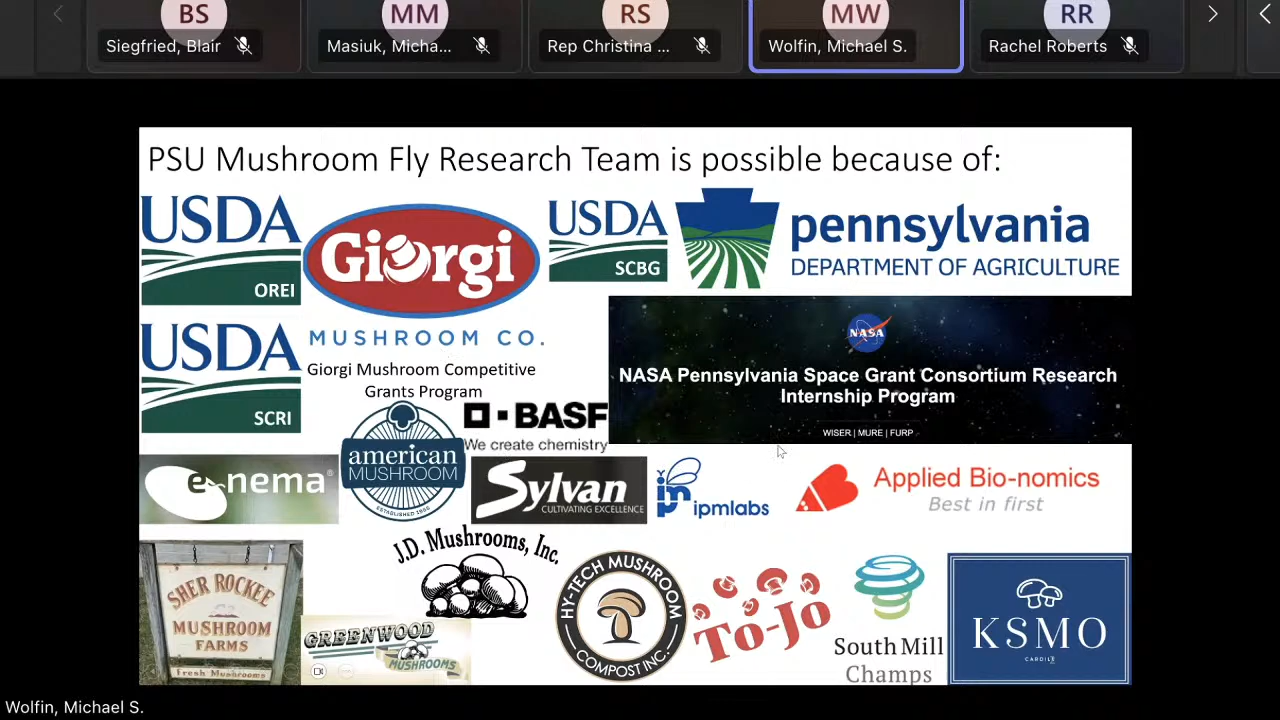 BS
MM
RS
MW
RR
Siegfried, Blair
Masiuk, Micha...
Rep Christina ...
Wolfin, Michael S.
Rachel Roberts
PSU Mushroom Fly Research Team is possible because of:
USDA
OREI
Giorgi
MUSHROOM CO.
USDA
SCBG
pennsylvania
DEPARTMENT OF AGRICULTURE
USDA
SCRI
Giorgi Mushroom Competitive
Grants Program
NASA
NASA Pennsylvania Space Grant Consortium Research
Internship Program
WISER | MURE | FURP
BASF
We create chemistry
e-nema®
american
MUSHROOM
ESTABLISHED 1955
Sylvan
CULTIVATING EXCELLENCE
ipmlabs
Applied Bio-nomics
Best in first
SHER ROCKEE
MUSHROOM
FARMS
Fresh Mushrooms
J.D. Mushrooms, Inc.
GREENWOOD
MUSHROOMS
HY-TECH MUSHROOM
COMPOST INC.
To-Jo
South Mill
Champs
KSMO
Wolfin, Michael S.